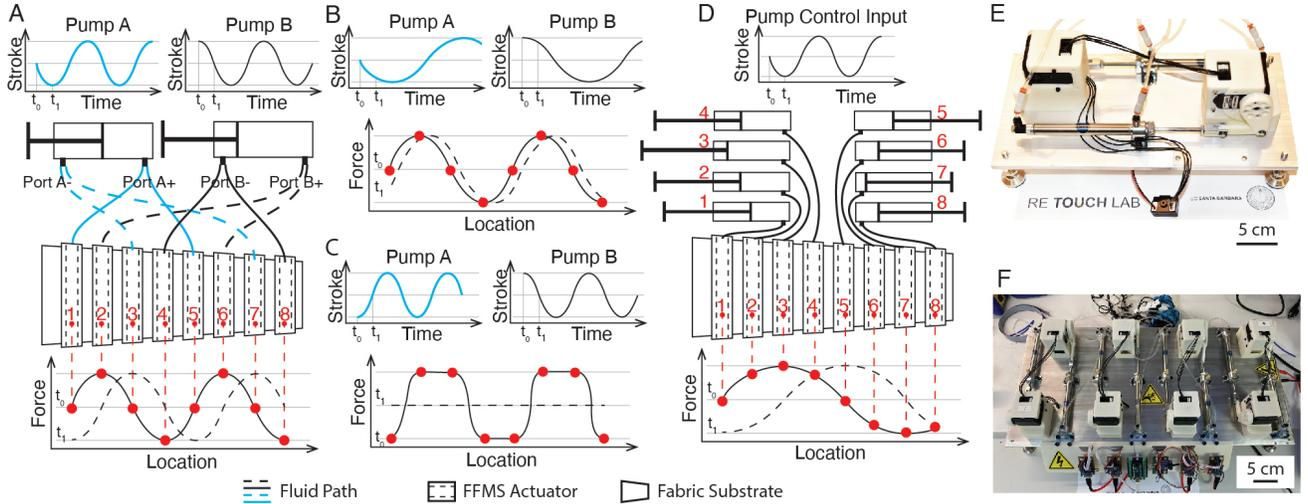 A
Pump A
Pump B
Stroke
Stroke
t0 t1 Time
t0 t1 Time
Port A- Port A+ Port B- Port B+
1 2 3 4 5 6 7 8
Force
t0
t1
Location
B
Pump A
Pump B
Stroke
Stroke
t0 t1 Time
t0 t1 Time
Force
t0
t1
Location
C
Pump A
Pump B
Stroke
Stroke
t0 t1 Time
t0 t1 Time
Force
t1
t0
Location
D
Pump Control Input
Stroke
t0 t1 Time
4 5
3 6
2 7
1 8
1 2 3 4 5 6 7 8
Force
t0
t1
Location
E
RE TOUCH LAB
SANTA BARBARA
5 cm
F
5 cm
Fluid Path
FFMS Actuator
Fabric Substrate